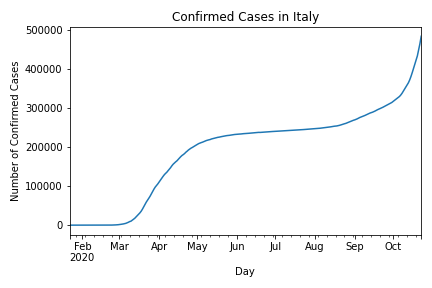 Confirmed Cases in Italy
500000
400000
300000
200000
100000
0
Number of Confirmed Cases
Feb Mar Apr May Jun Jul Aug Sep Oct
2020
Day